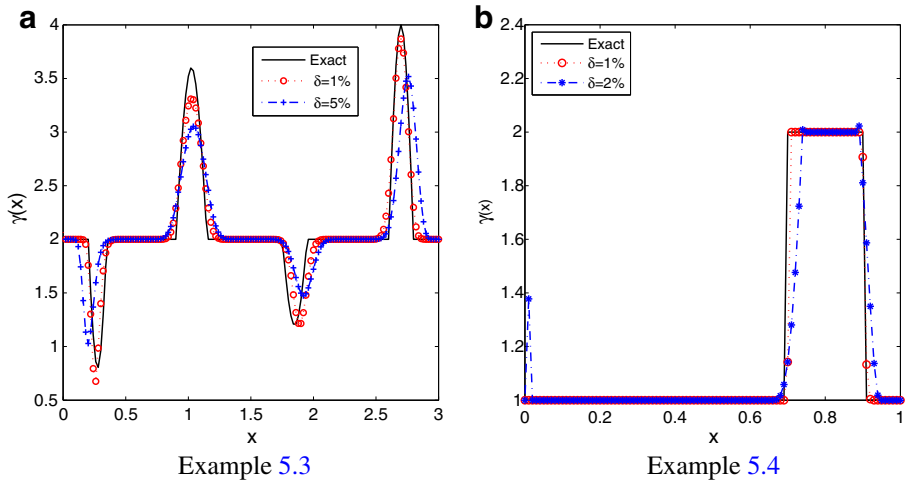 a
4
3.5
3
2.5
2
1.5
1
0.5
γ(x)
Exact
δ=1%
δ=5%
0 0.5 1 1.5 2 2.5 3
x
Example 5.3
b
2.4
2.2
2
1.8
1.6
1.4
1.2
1
γ(x)
Exact
δ=1%
δ=2%
0 0.2 0.4 0.6 0.8 1
x
Example 5.4